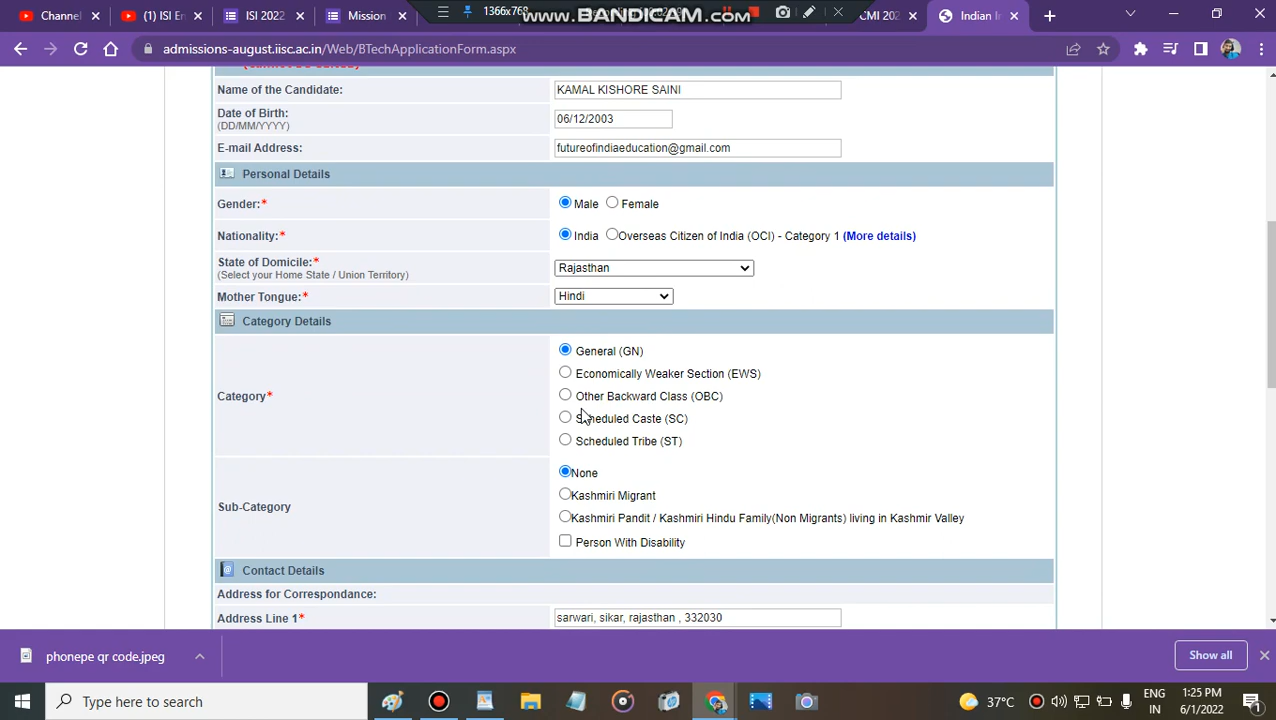 1366x768
www.BANDICAM.com
Channel
(1) ISI En
ISI 2022
Mission
CMI 202
Indian In
admissions-august.iisc.ac.in/Web/BTechApplicationForm.aspx
Name of the Candidate:
KAMAL KISHORE SAINI
Date of Birth:
06/12/2003
(DD/MM/YYYY)
E-mail Address:
futureofindiaeducation@gmail.com
Personal Details
Gender:*
Male
Female
Nationality:*
India
Overseas Citizen of India (OCI) - Category 1 (More details)
State of Domicile:*
Rajasthan
(Select your Home State / Union Territory)
Mother Tongue:*
Hindi
Category Details
General (GN)
Economically Weaker Section (EWS)
Category*
Other Backward Class (OBC)
Scheduled Caste (SC)
Scheduled Tribe (ST)
None
Kashmiri Migrant
Sub-Category
Kashmiri Pandit / Kashmiri Hindu Family(Non Migrants) living in Kashmir Valley
Person With Disability
Contact Details
Address for Correspondence:
Address Line 1*
sarwari, sikar, rajasthan , 332030
phonepe qr code.jpeg
Show all
Type here to search
37°C
ENG
IN
1:25 PM
6/1/2022
1